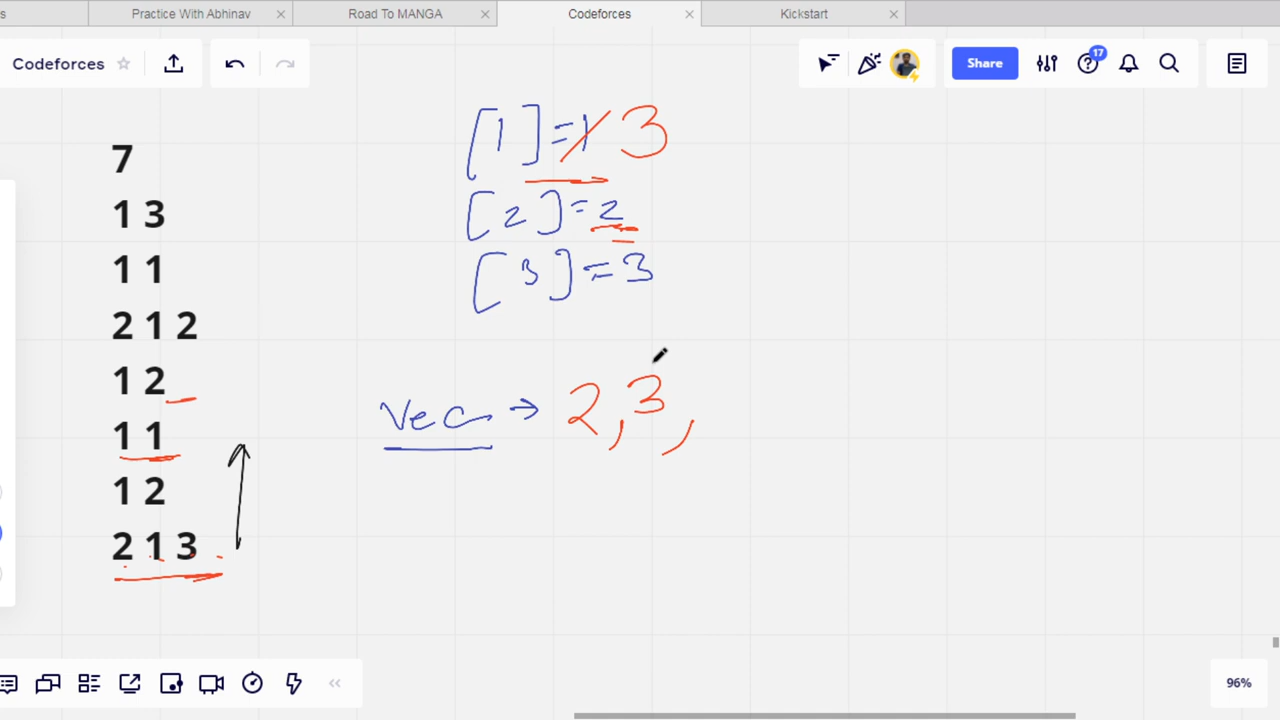 s
Practice With Abhinav
Road To MANGA
Codeforces
Kickstart
Codeforces
Share
17
7
1 3
1 1
2 1 2
1 2
1 1
1 2
2 1 3
[1]=1 3
[2]=2
[3]=3
Vec → 2, 3,
96%